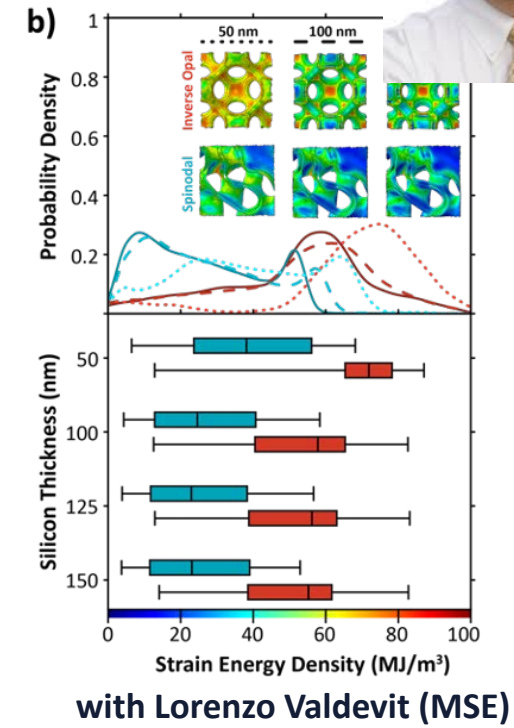 b)
1
50 nm
100 nm
0.8
0.6
0.4
0.2
Probability Density
Inverse Opal
Spinodal
50
100
125
150
Silicon Thickness (nm)
0 20 40 60 80 100
Strain Energy Density (MJ/m³)
with Lorenzo Valdevit (MSE)